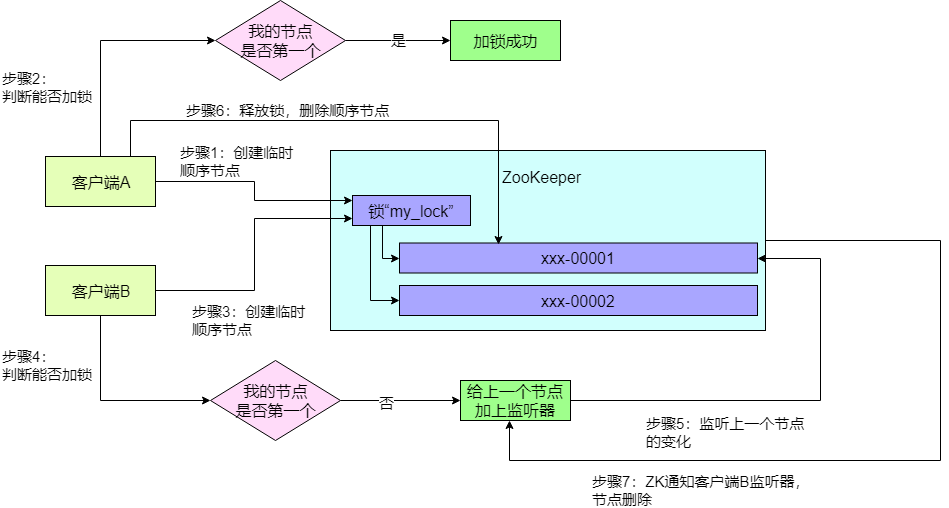 我的节点
是否第一个
是
加锁成功
步骤2：
判断能否加锁
步骤6：释放锁，删除顺序节点
步骤1：创建临时
顺序节点
客户端A
ZooKeeper
锁“my_lock”
xxx-00001
客户端B
xxx-00002
步骤3：创建临时
顺序节点
步骤4：
判断能否加锁
我的节点
是否第一个
否
给上一个节点
加上监听器
步骤5：监听上一个节点
的变化
步骤7：ZK通知客户端B监听器，
节点删除